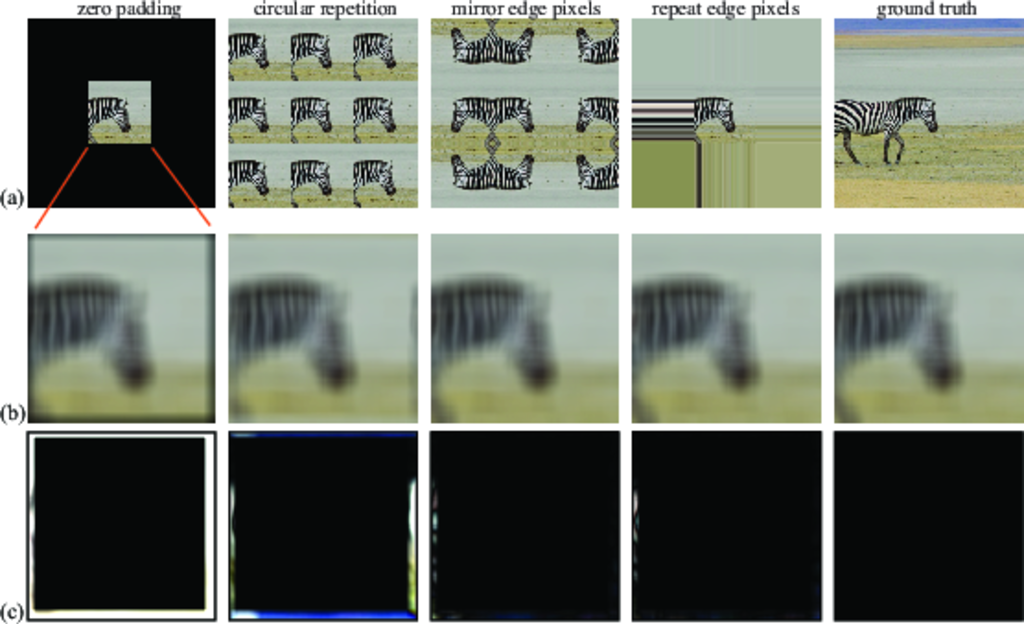 zero padding
circular repetition
mirror edge pixels
repeat edge pixels
ground truth
(a)
(b)
(c)